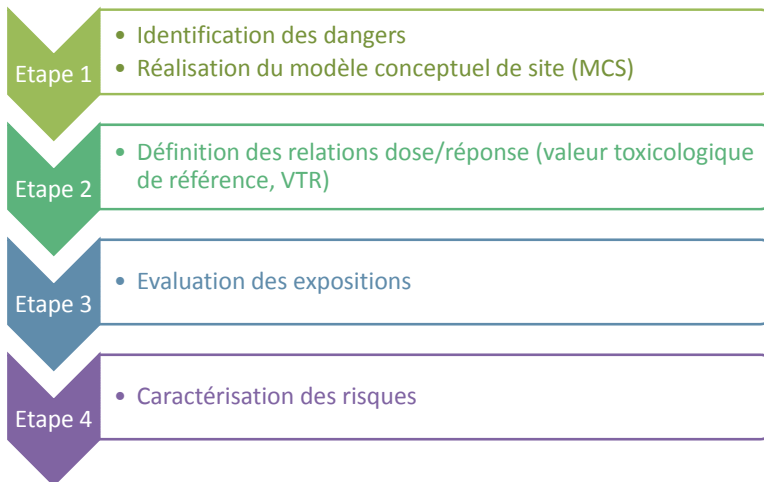 Etape 1
• Identification des dangers
• Réalisation du modèle conceptuel de site (MCS)
Etape 2
• Définition des relations dose/réponse (valeur toxicologique
de référence, VTR)
Etape 3
• Evaluation des expositions
Etape 4
• Caractérisation des risques